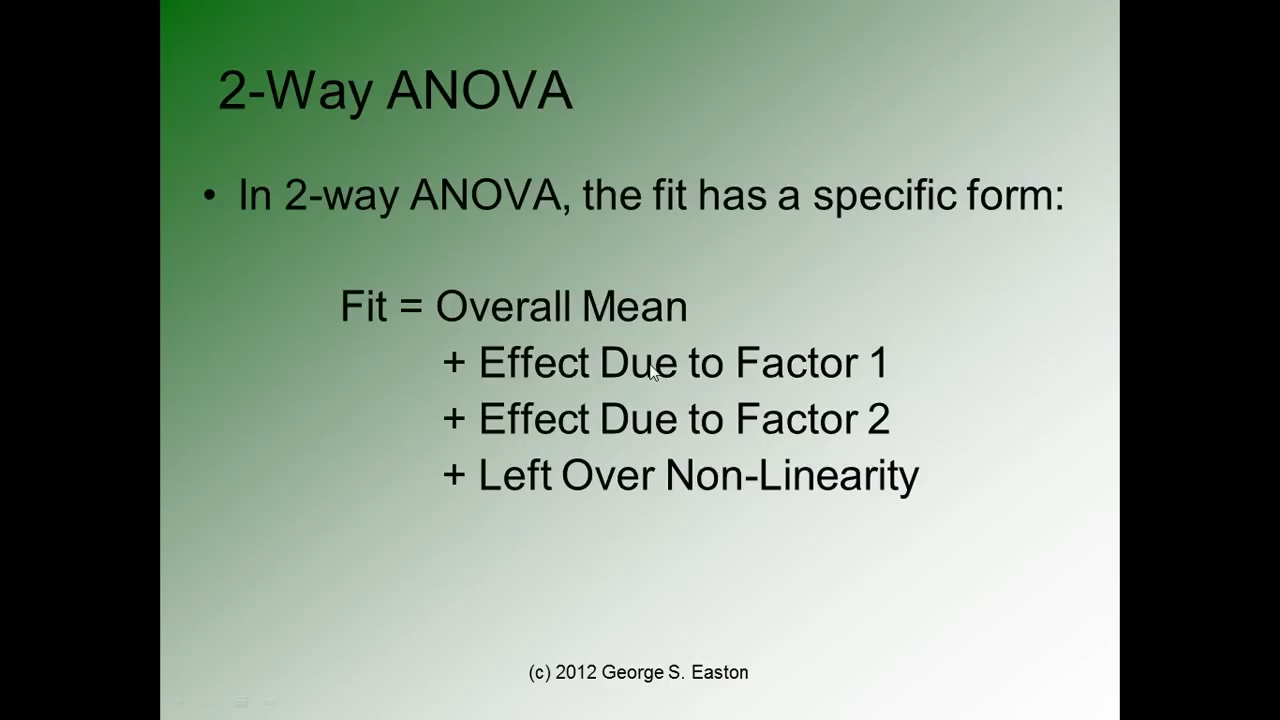 2-Way ANOVA
• In 2-way ANOVA, the fit has a specific form:
Fit = Overall Mean
+ Effect Due to Factor 1
+ Effect Due to Factor 2
+ Left Over Non-Linearity
(c) 2012 George S. Easton